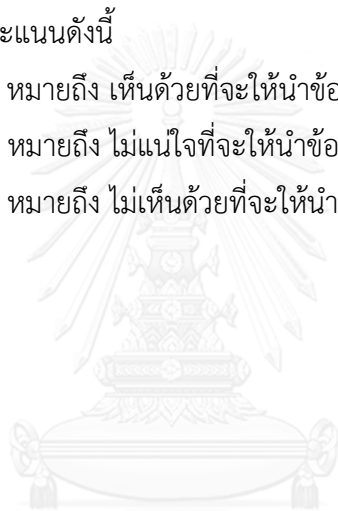 ะแนนดังนี้
หมายถึง เห็นด้วยที่จะให้นำข้อ
หมายถึง ไม่แน่ใจที่จะให้นำข้อ
หมายถึง ไม่เห็นด้วยที่จะให้นำ